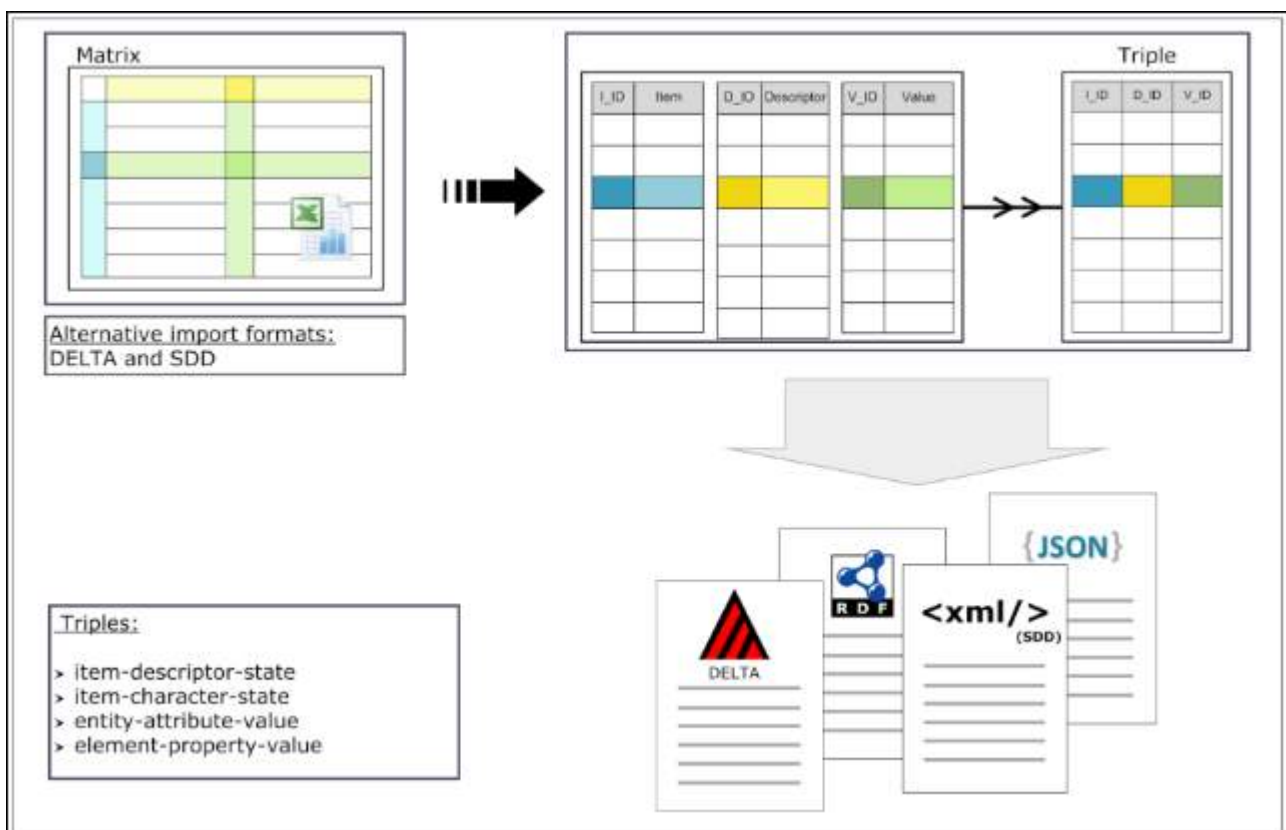 Matrix
Alternative import formats:
DELTA and SDD
Triple
I_ID Item D_ID Descriptor V_ID Value
I_ID D_ID V_ID
{JSON}
RDF
<xml/>
(SDD)
DELTA
Triples:
➢ item-descriptor-state
➢ item-character-state
➢ entity-attribute-value
➢ element-property-value